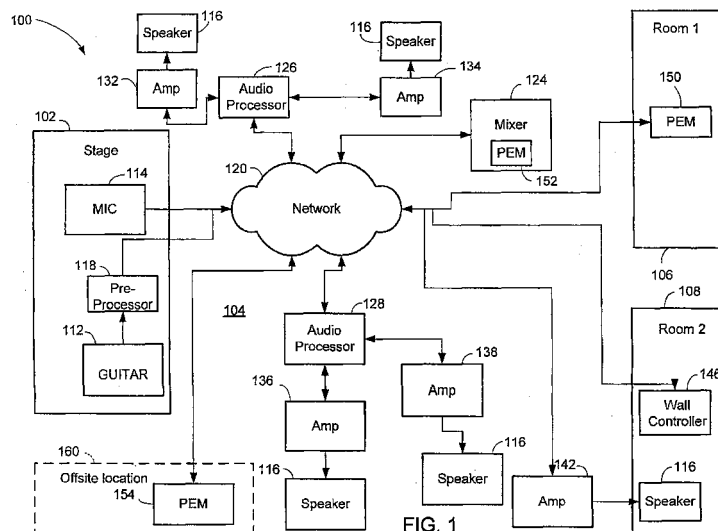 100
Speaker
116
132
Amp
126
Audio
Processor
116
Speaker
134
Amp
Room 1
150
PEM
106
124
Mixer
PEM
152
102
Stage
114
MIC
118
Pre-
Processor
112
GUITAR
120
Network
104
128
Audio
Processor
138
Amp
136
Amp
116
Speaker
116
Speaker
108
Room 2
146
Wall
Controller
116
Speaker
142
Amp
160
Offsite location
154
PEM
FIG. 1